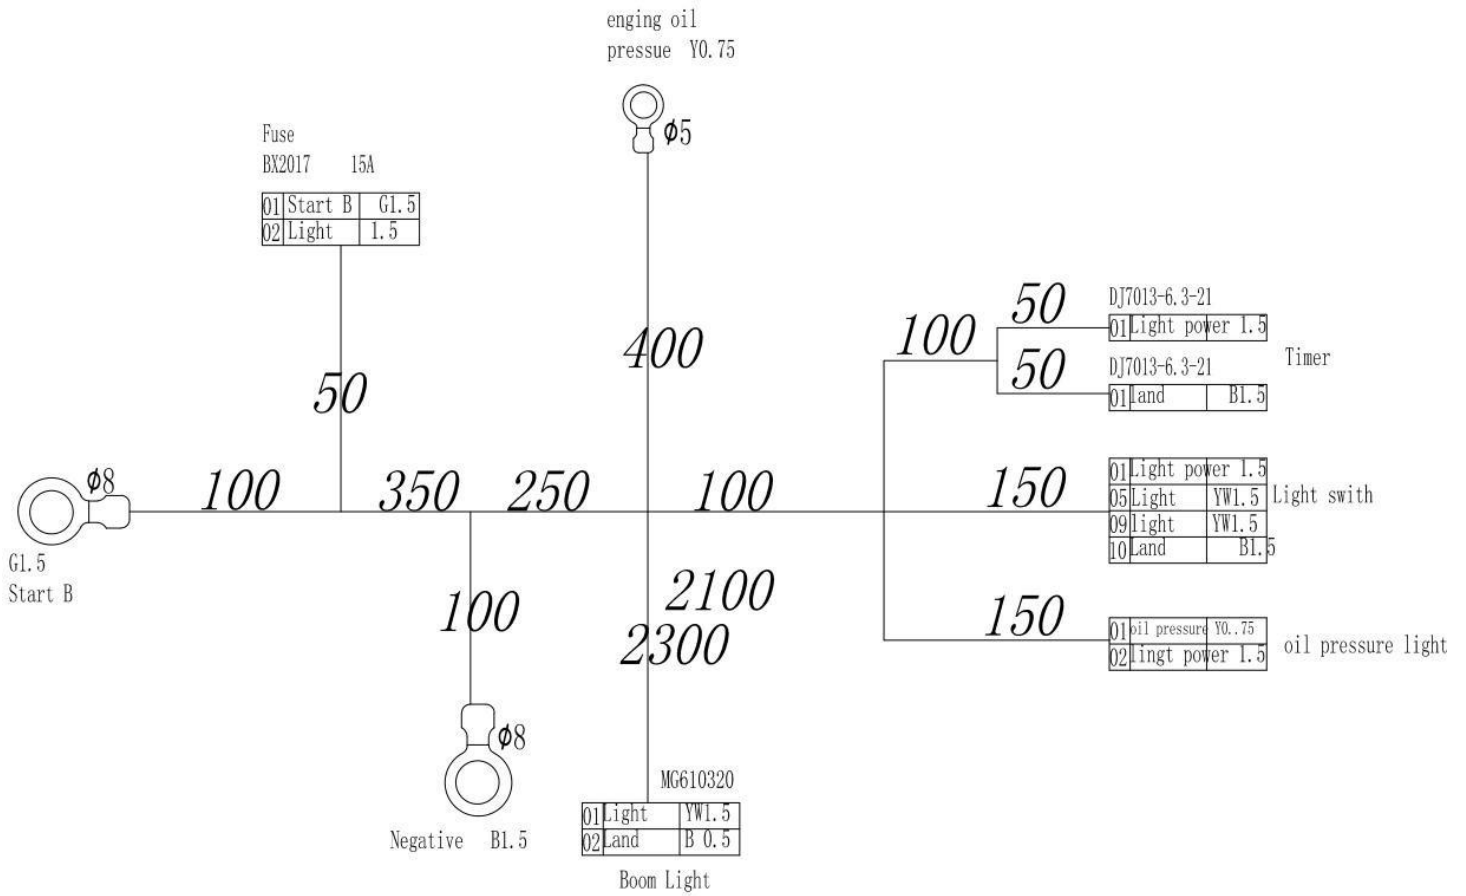 enging oil
pressue Y0.75
ϕ5
Fuse
BX2017 15A
01 Start B G1.5
02 Light 1.5
400
50
50
DJ7013-6.3-21
01 Light power 1.5
100
Timer
50
DJ7013-6.3-21
01 land B1.5
ϕ8
100
350
250
100
150
01 Light power 1.5
05 Light YW1.5
09 light YW1.5
10 Land B1.5
Light swith
G1.5
Start B
100
2100
2300
150
01 oil pressure Y0..75
02 lingt power 1.5
oil pressure light
ϕ8
Negative B1.5
MG610320
01 Light YW1.5
02 Land B 0.5
Boom Light